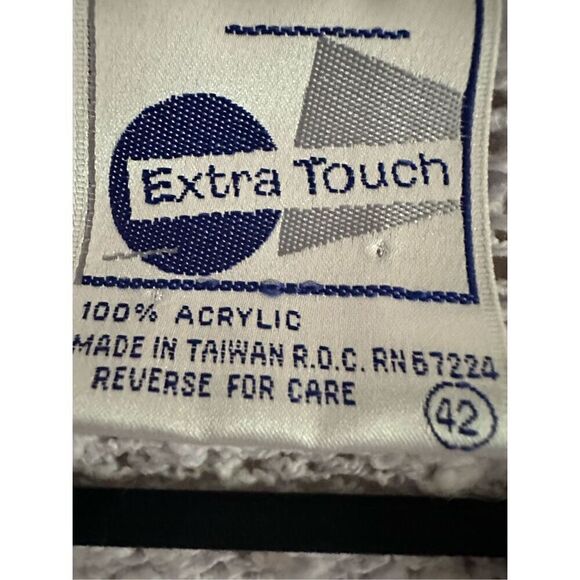 Extra Touch
100% ACRYLIC
MADE IN TAIWAN R.O.C. RN67224
REVERSE FOR CARE
42